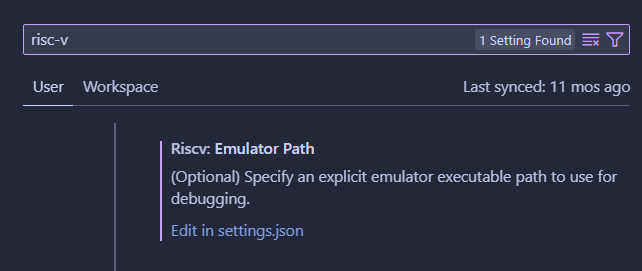 risc-v
1 Setting Found
User
Workspace
Last synced: 11 mos ago
Riscv: Emulator Path
(Optional) Specify an explicit emulator executable path to use for
debugging.
Edit in settings.json